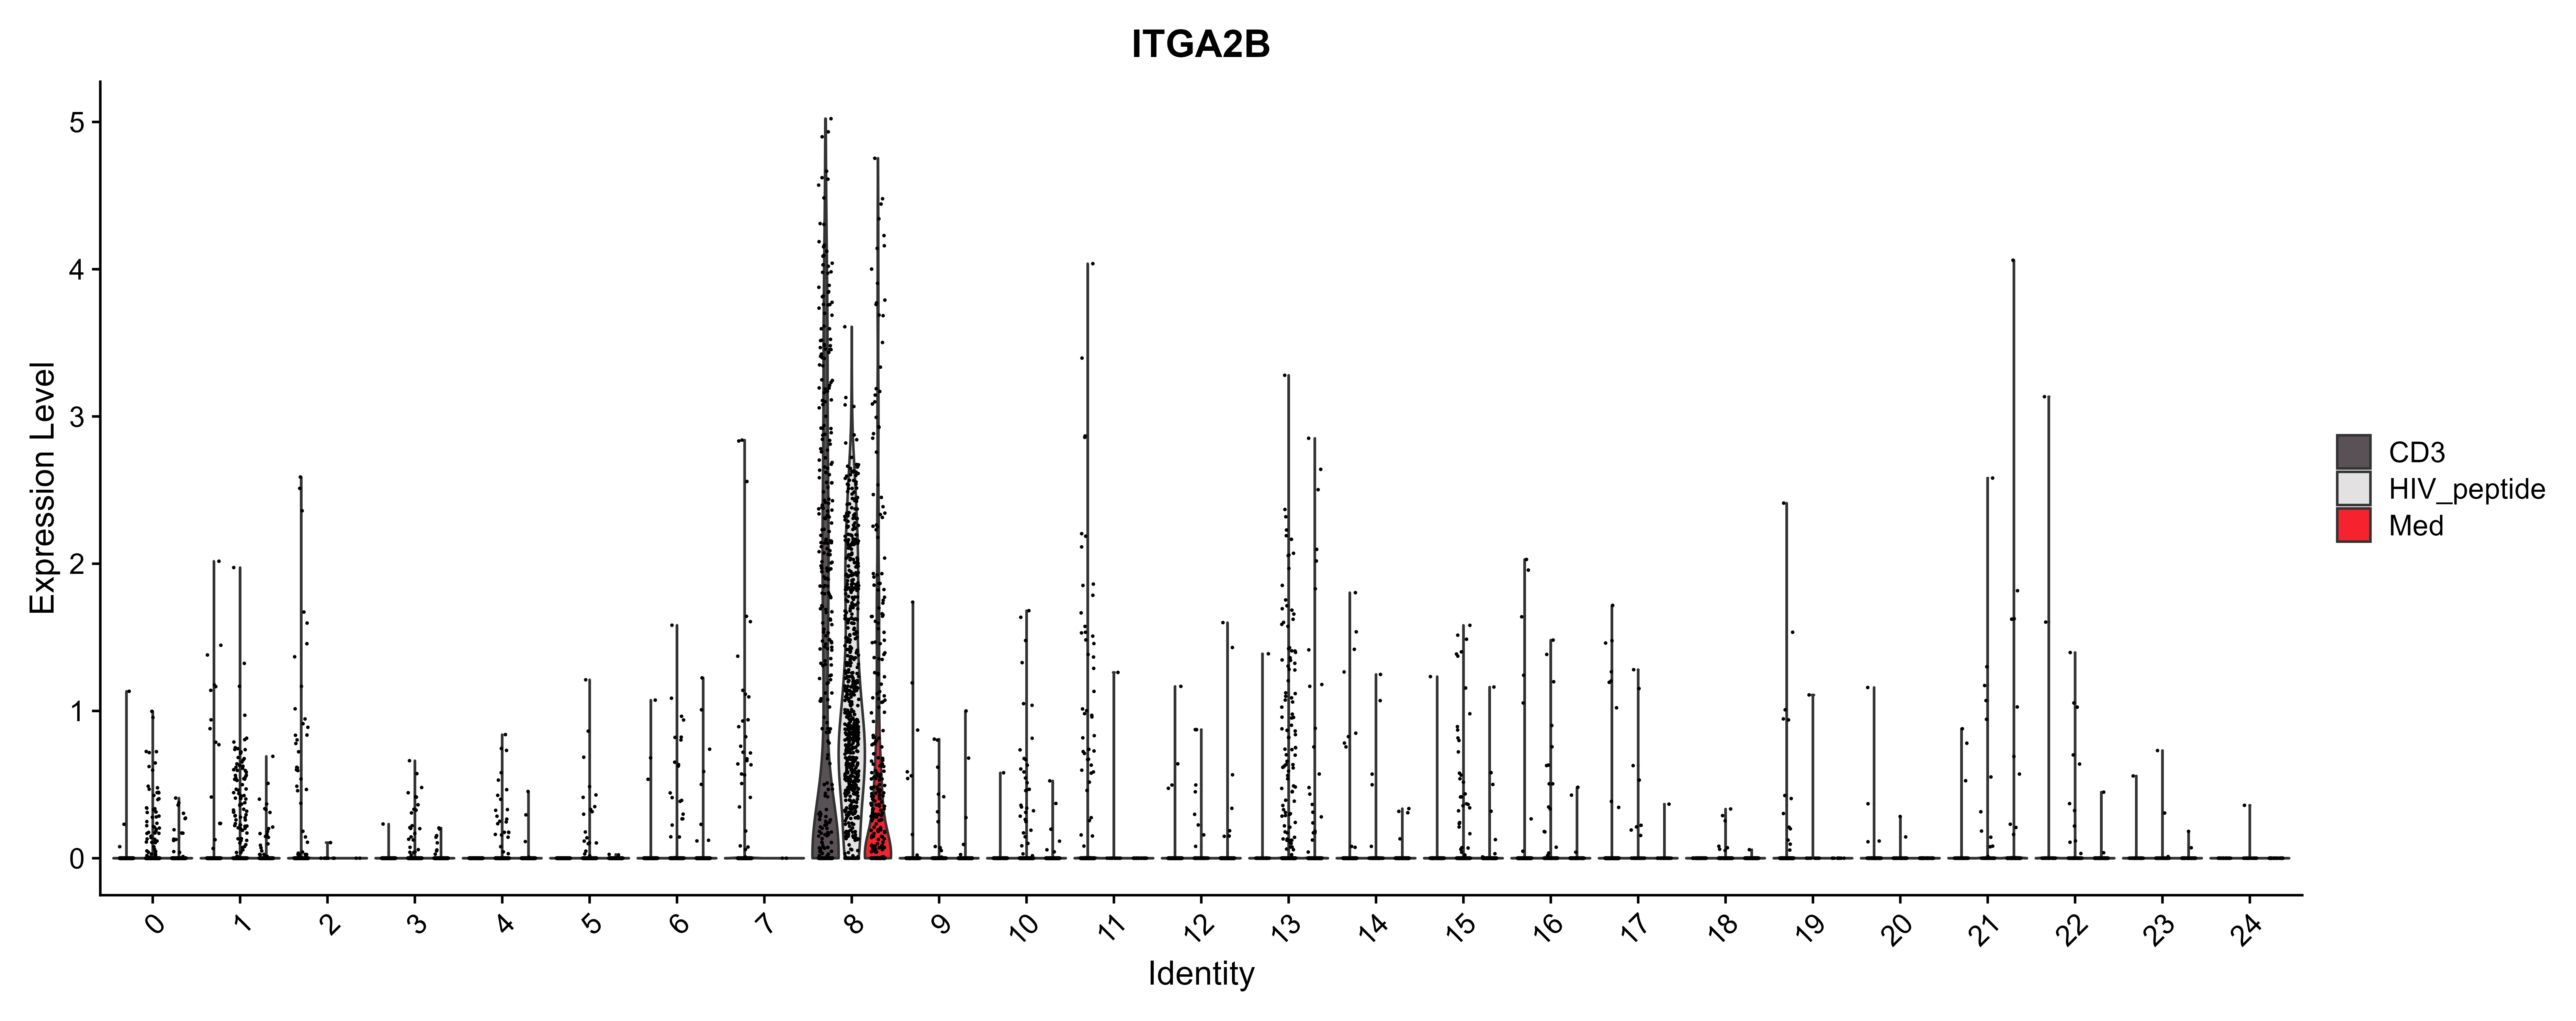 ITGA2B
5
4
3
2
1
0
Expression Level
0 1 2 3 4 5 6 7 8 9 10 11 12 13 14 15 16 17 18 19 20 21 22 23 24
Identity
CD3
HIV_peptide
Med